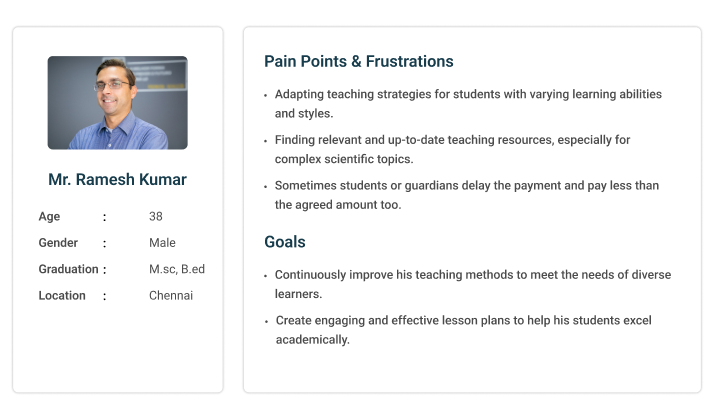 Mr. Ramesh Kumar
Age : 38
Gender : Male
Graduation : M.sc, B.ed
Location : Chennai
Pain Points & Frustrations
• Adapting teaching strategies for students with varying learning abilities
and styles.
• Finding relevant and up-to-date teaching resources, especially for
complex scientific topics.
• Sometimes students or guardians delay the payment and pay less than
the agreed amount too.
Goals
• Continuously improve his teaching methods to meet the needs of diverse
learners.
• Create engaging and effective lesson plans to help his students excel
academically.